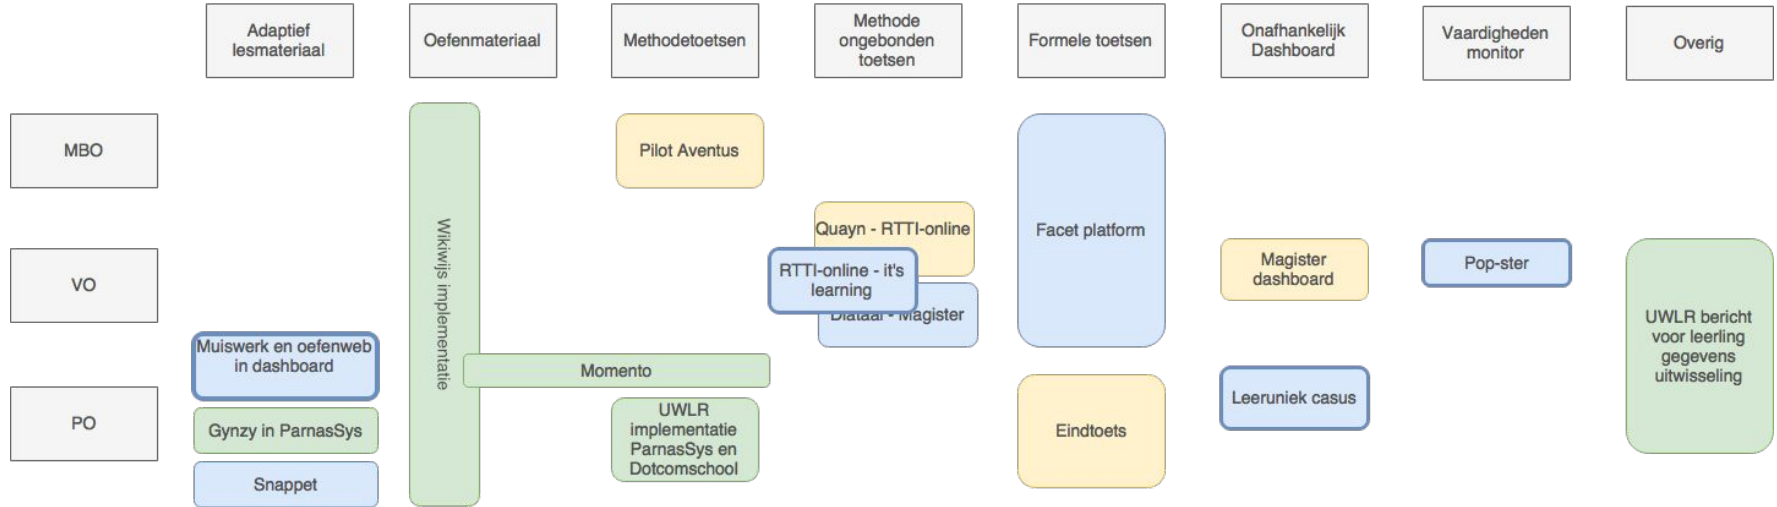 Adaptief
lesmateriaal
Oefenmateriaal
Methodetoetsen
Methode
ongebonden
toetsen
Formele toetsen
Onafhankelijk
Dashboard
Vaardigheden
monitor
Overig
MBO
VO
PO
Muiswerk en oefenweb
in dashboard
Gynzy in ParnasSys
Snappet
Wikiwijs implementatie
Momento
Pilot Aventus
UWLR
implementatie
ParnasSys en
Dotcomschool
Quayn - RTTI-online
RTTI-online - it's
learning
Diataal - Magister
Facet platform
Eindtoets
Magister
dashboard
Leeruniek casus
Pop-ster
UWLR bericht
voor leerling
gegevens
uitwisseling